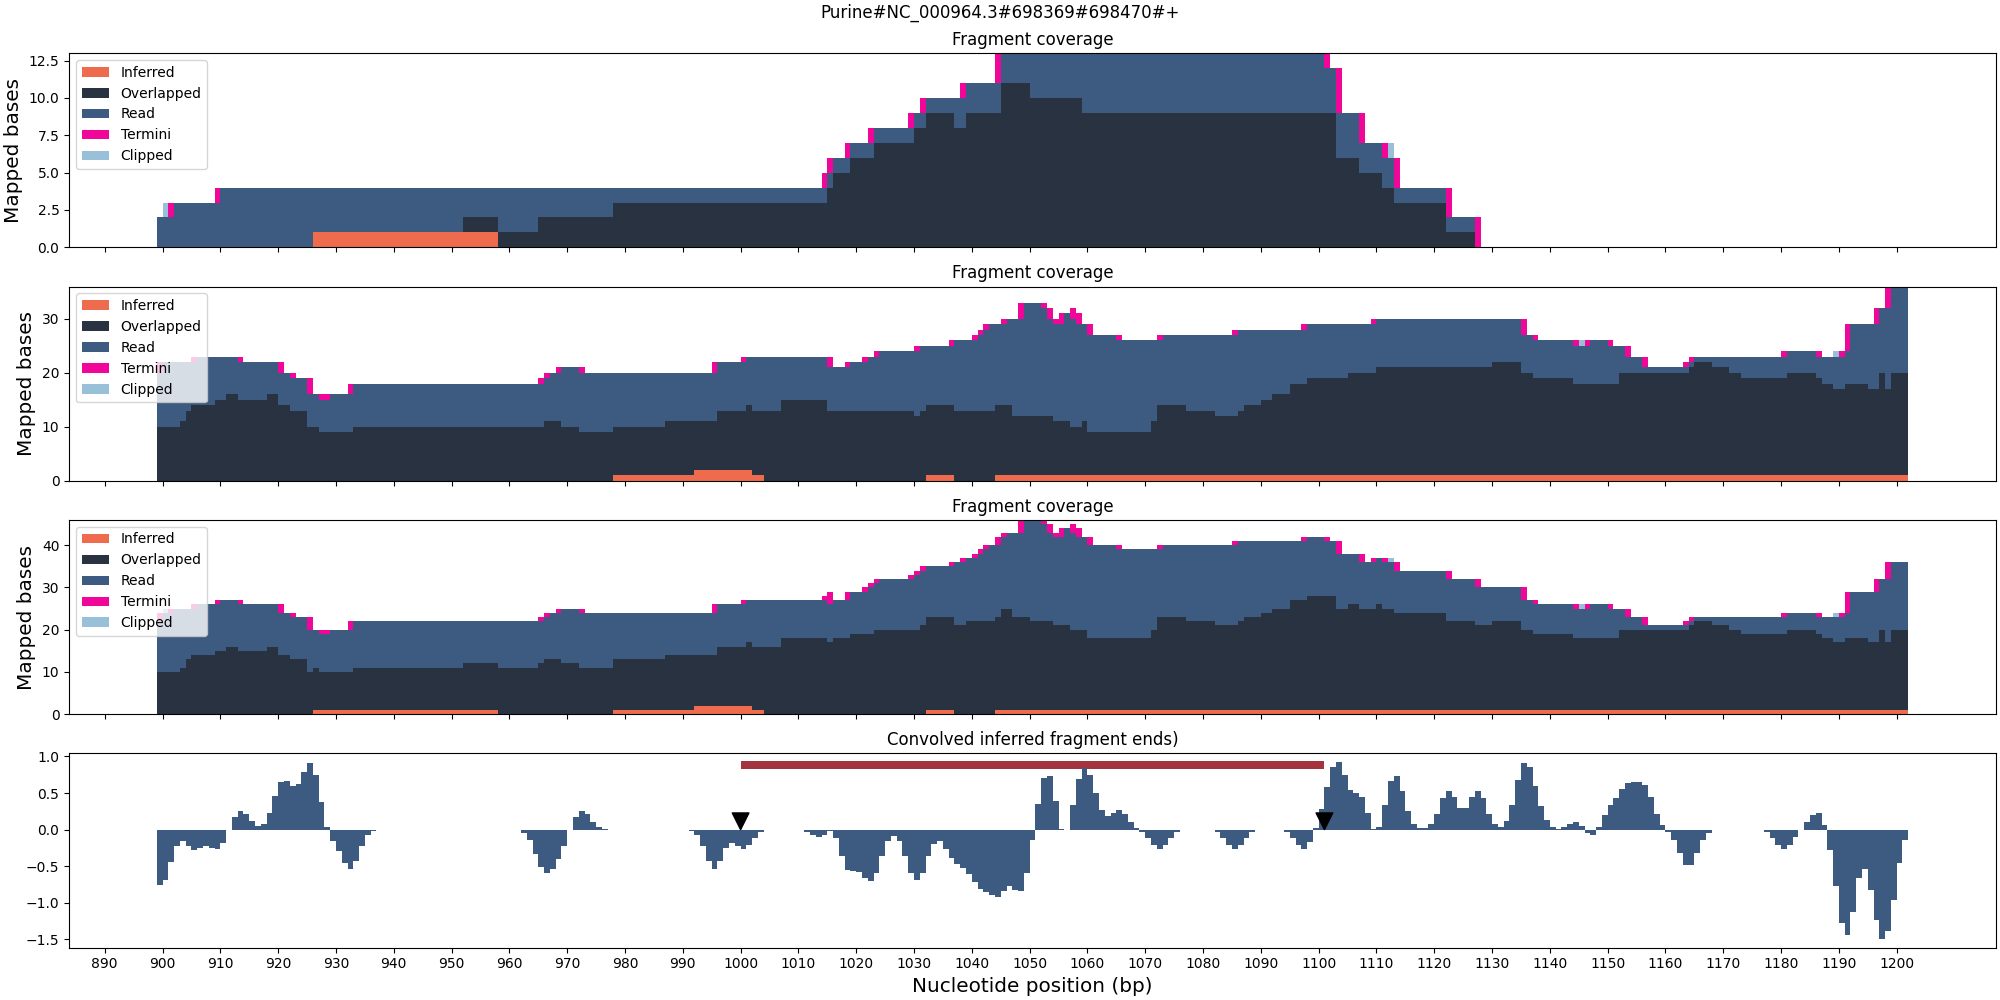 Purine#NC_000964.3#698369#698470#+
Fragment coverage
Mapped bases
12.5
10.0
7.5
5.0
2.5
0.0
Inferred
Overlapped
Read
Termini
Clipped
Fragment coverage
Mapped bases
30
20
10
0
Inferred
Overlapped
Read
Termini
Clipped
Fragment coverage
Mapped bases
40
30
20
10
0
Inferred
Overlapped
Read
Termini
Clipped
Convolved inferred fragment ends)
1.0
0.5
0.0
−0.5
−1.0
−1.5
890 900 910 920 930 940 950 960 970 980 990 1000 1010 1020 1030 1040 1050 1060 1070 1080 1090 1100 1110 1120 1130 1140 1150 1160 1170 1180 1190 1200
Nucleotide position (bp)